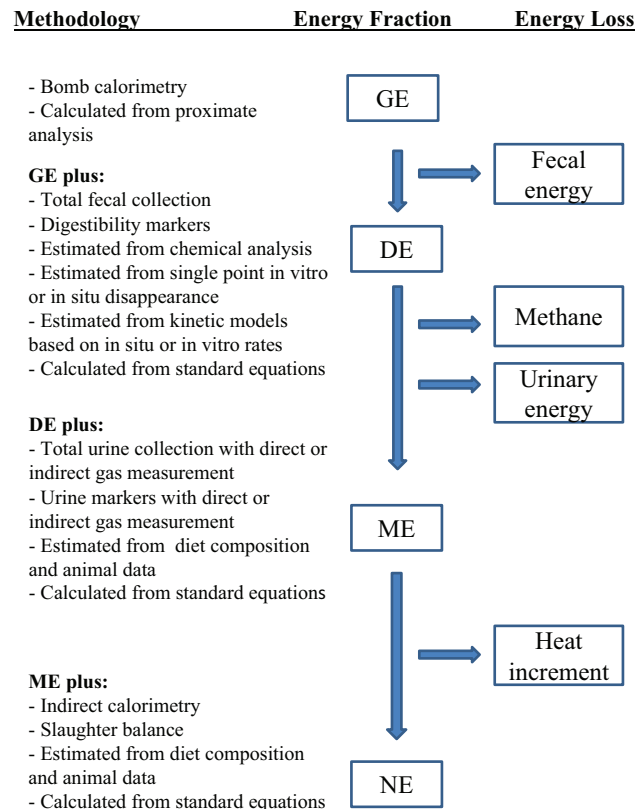 Methodology Energy Fraction Energy Loss
- Bomb calorimetry
- Calculated from proximate
analysis
GE
GE plus:
- Total fecal collection
- Digestibility markers
- Estimated from chemical analysis
- Estimated from single point in vitro
or in situ disappearance
- Estimated from kinetic models
based on in situ or in vitro rates
- Calculated from standard equations
Fecal
energy
DE
Methane
Urinary
energy
DE plus:
- Total urine collection with direct or
indirect gas measurement
- Urine markers with direct or
indirect gas measurement
- Estimated from diet composition
and animal data
- Calculated from standard equations
ME
Heat
increment
ME plus:
- Indirect calorimetry
- Slaughter balance
- Estimated from diet composition
and animal data
- Calculated from standard equations
NE